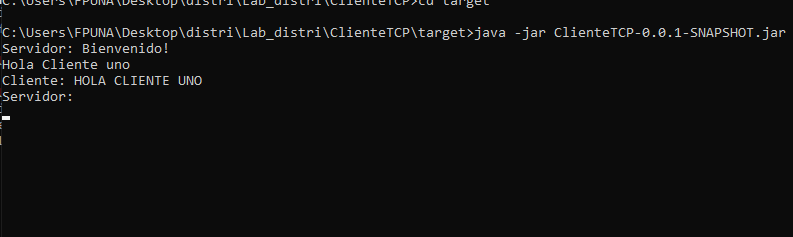 C:\Users\FPUNA\Desktop\distri\Lab_distri\ClienteTCP>cd target
C:\Users\FPUNA\Desktop\distri\Lab_distri\ClienteTCP\target>java -jar ClienteTCP-0.0.1-SNAPSHOT.jar
Servidor: Bienvenido!
Hola Cliente uno
Cliente: HOLA CLIENTE UNO
Servidor: